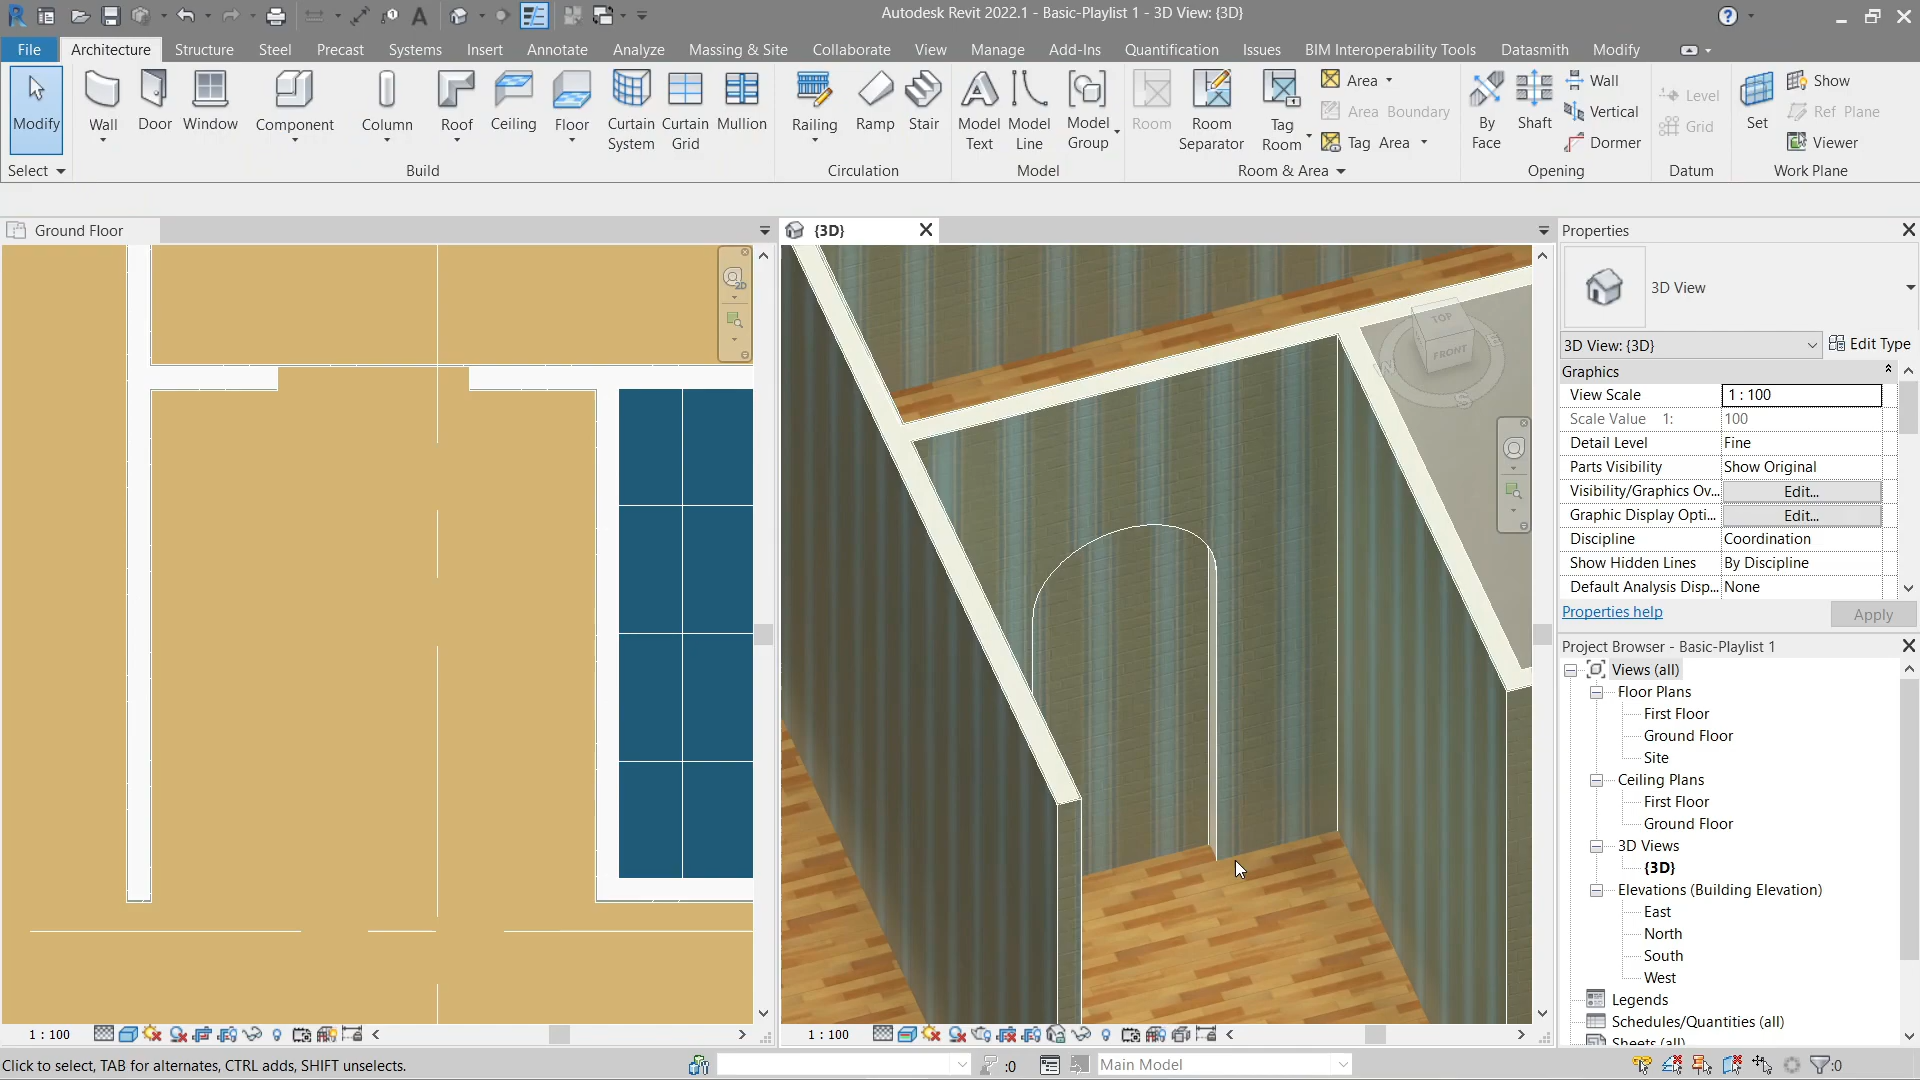 Autodesk Revit 2022.1 - Basic-Playlist 1 - 3D View: {3D}
File Architecture Structure Steel Precast Systems Insert Annotate Analyze Massing & Site Collaborate View Manage Add-Ins Quantification Issues BIM Interoperability Tools Datasmith Modify
Modify Wall Door Window Component Column Roof Ceiling Floor Curtain System Curtain Grid Mullion Railing Ramp Stair Model Text Model Line Model Group Room Room Separator Tag Room
Area
Area Boundary
Tag Area
By Face Shaft
Wall
Vertical
Dormer
Level
Grid
Set
Show
Ref Plane
Viewer
Select Build Circulation Model Room & Area Opening Datum Work Plane
Ground Floor
{3D}
TOP
FRONT
W
E
S
2D
1 : 100
1 : 100
Properties
3D View
3D View: {3D} Edit Type
Graphics
View Scale 1 : 100
Scale Value 1: 100
Detail Level Fine
Parts Visibility Show Original
Visibility/Graphics Ov... Edit...
Graphic Display Opti... Edit...
Discipline Coordination
Show Hidden Lines By Discipline
Default Analysis Disp... None
Properties help Apply
Project Browser - Basic-Playlist 1
Views (all)
Floor Plans
First Floor
Ground Floor
Site
Ceiling Plans
First Floor
Ground Floor
3D Views
{3D}
Elevations (Building Elevation)
East
North
South
West
Legends
Schedules/Quantities (all)
Sheets (all)
Click to select, TAB for alternates, CTRL adds, SHIFT unselects.
:0
Main Model
:0